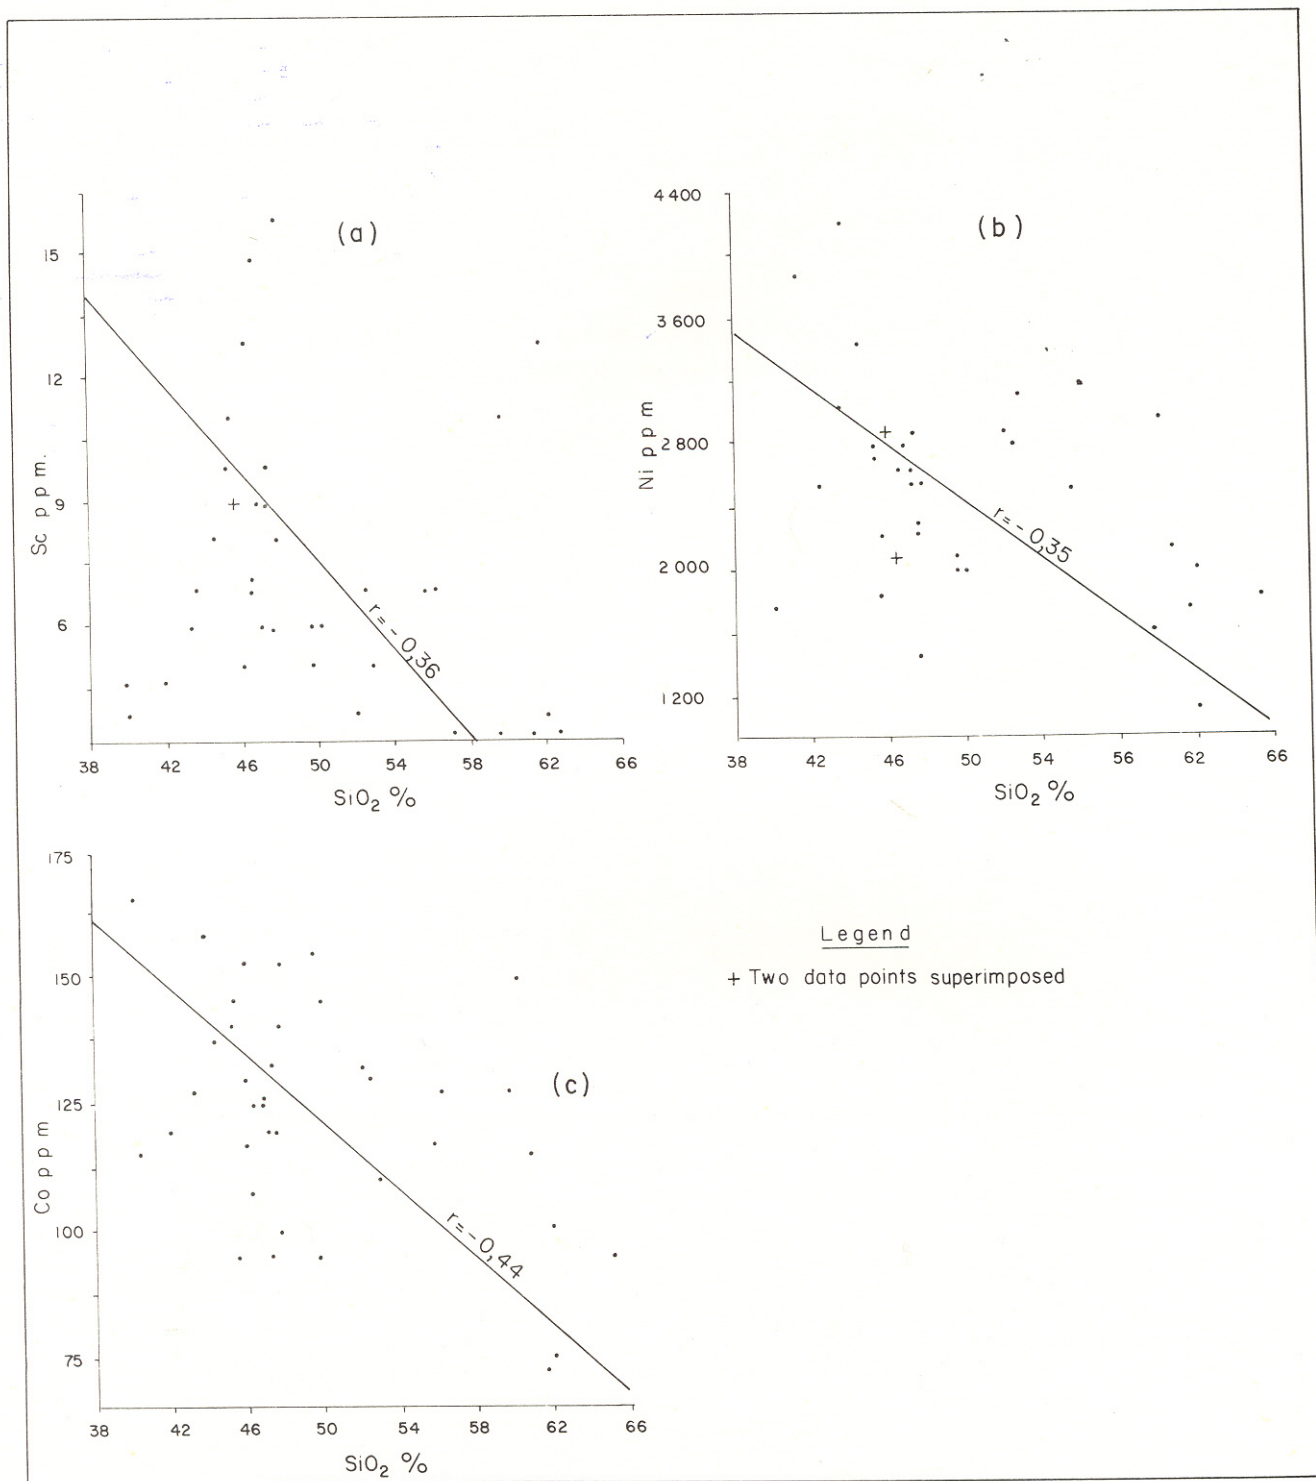 (a)
15
12
9
6
Sc ppm.
r = - 0,36
38 42 46 50 54 58 62 66
SiO₂ %
(b)
4 400
3 600
2 800
2 000
1 200
Ni ppm
r = - 0,35
38 42 46 50 54 56 62 66
SiO₂ %
(c)
175
150
125
100
75
Co ppm
r = - 0,44
38 42 46 50 54 58 62 66
SiO₂ %
Legend
+ Two data points superimposed